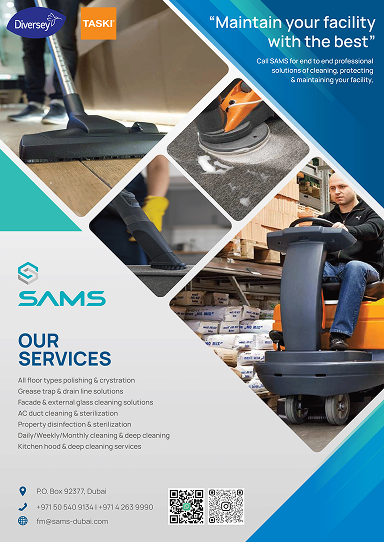 Diversey
TASKI
“Maintain your facility
with the best”
Call SAMS for end to end professional
solutions of cleaning, protecting
& maintaining your facility,
SAMS
OUR
SERVICES
All floor types polishing & crystration
Grease trap & drain line solutions
Facade & external glass cleaning solutions
AC duct cleaning & sterilization
Property disinfection & sterilization
Daily/Weekly/Monthly cleaning & deep cleaning
Kitchen hood & deep cleaning services
P.O. Box 92377, Dubai
+971 50 540 9134 I +971 4 263 9990
fm@sams-dubai.com